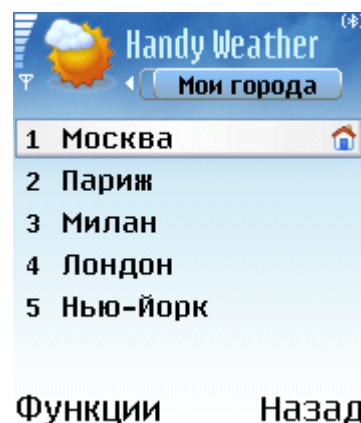 Handy Weather
Мои города
1 Москва
2 Париж
3 Милан
4 Лондон
5 Нью-Йорк
Функции Назад